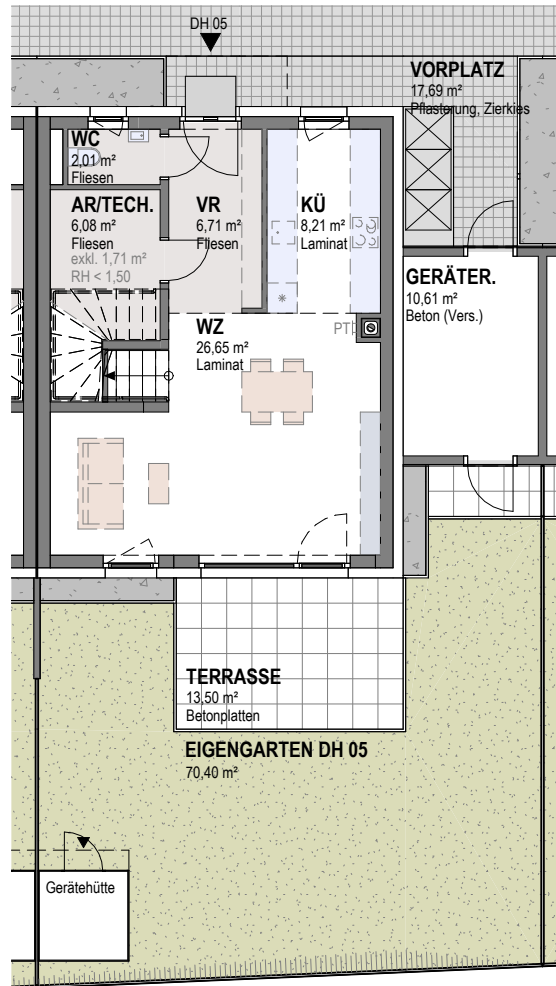 DH 05
VORPLATZ
17,69 m²
Pflasterung, Zierkies
WC
2,01 m²
Fliesen
AR/TECH.
6,08 m²
Fliesen
exkl. 1,71 m²
RH < 1,50
VR
6,71 m²
Fliesen
KÜ
8,21 m²
Laminat
GERÄTER.
10,61 m²
Beton (Vers.)
WZ
26,65 m²
Laminat
PT
TERRASSE
13,50 m²
Betonplatten
EIGENGARTEN DH 05
70,40 m²
Gerätehütte